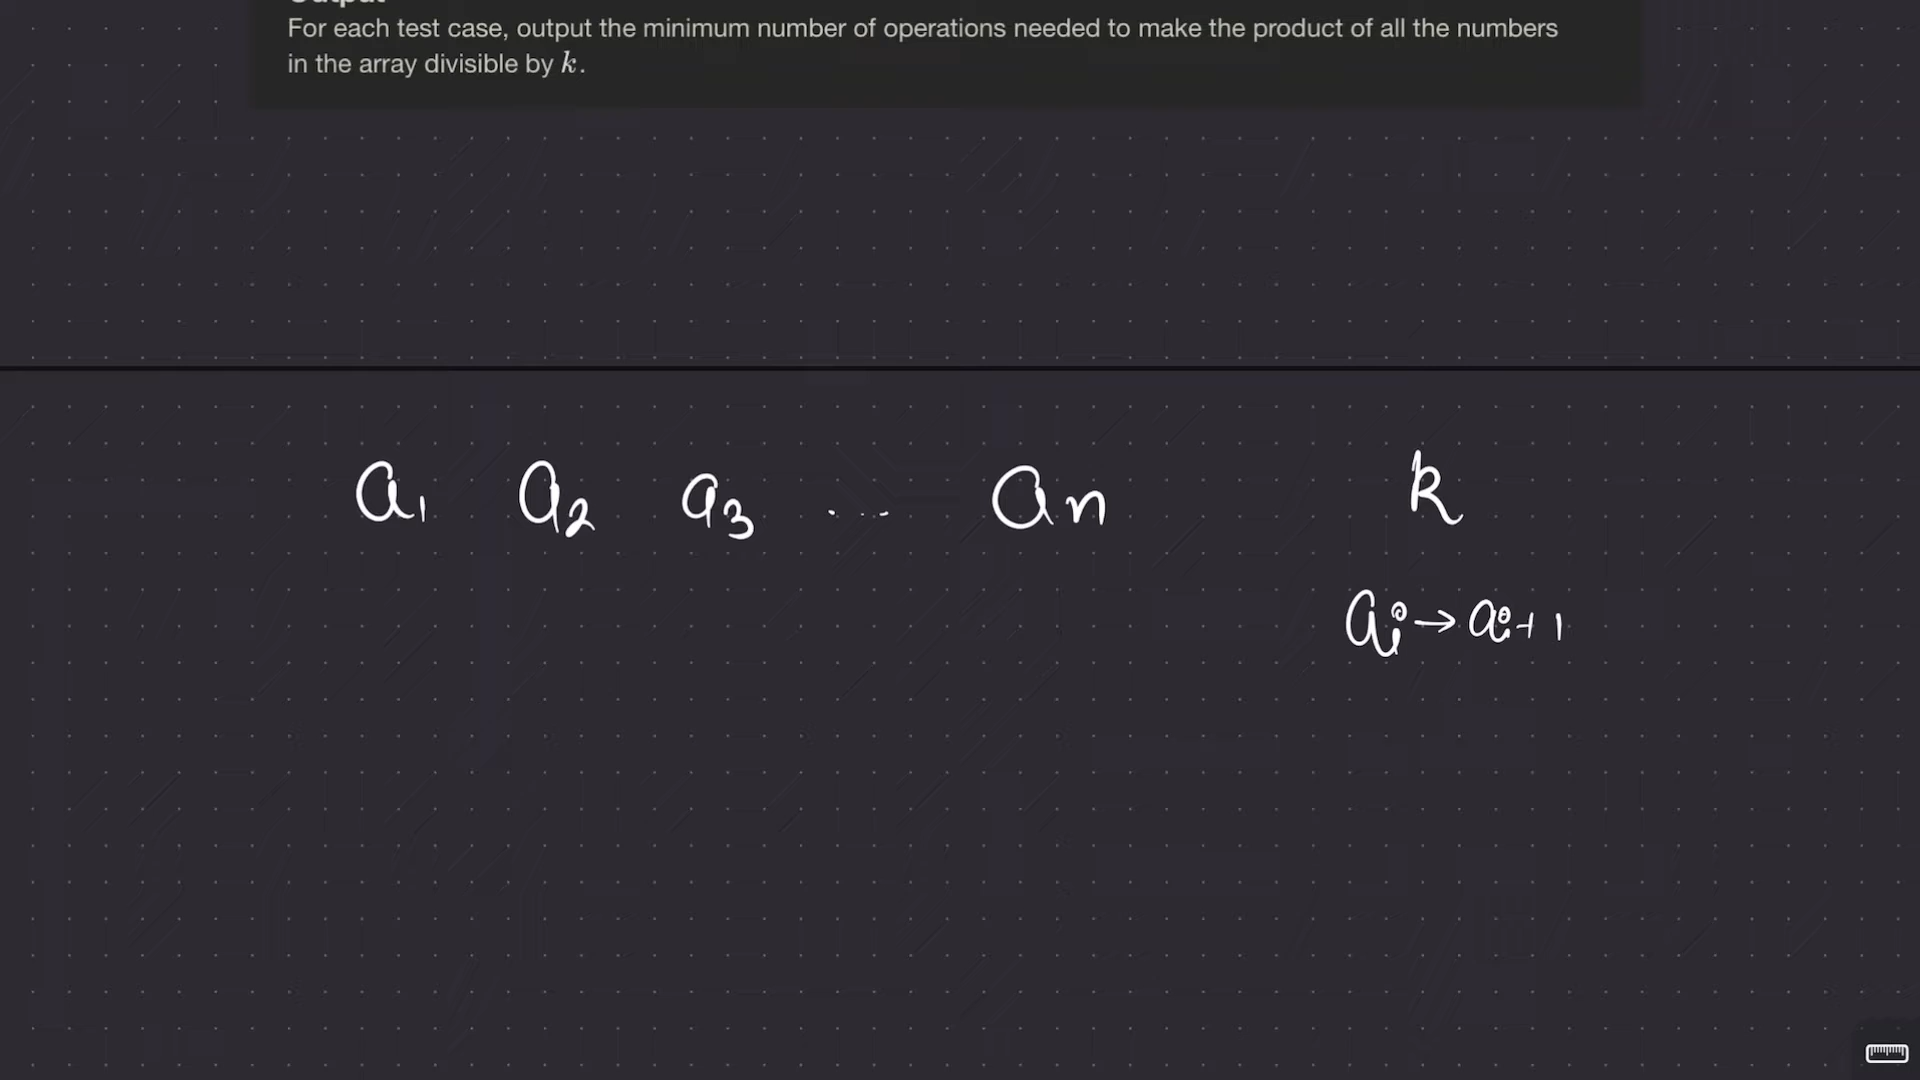 Output
For each test case, output the minimum number of operations needed to make the product of all the numbers
in the array divisible by k.
a₁ a₂ a₃ ... aₙ k
aᵢ → aᵢ+1